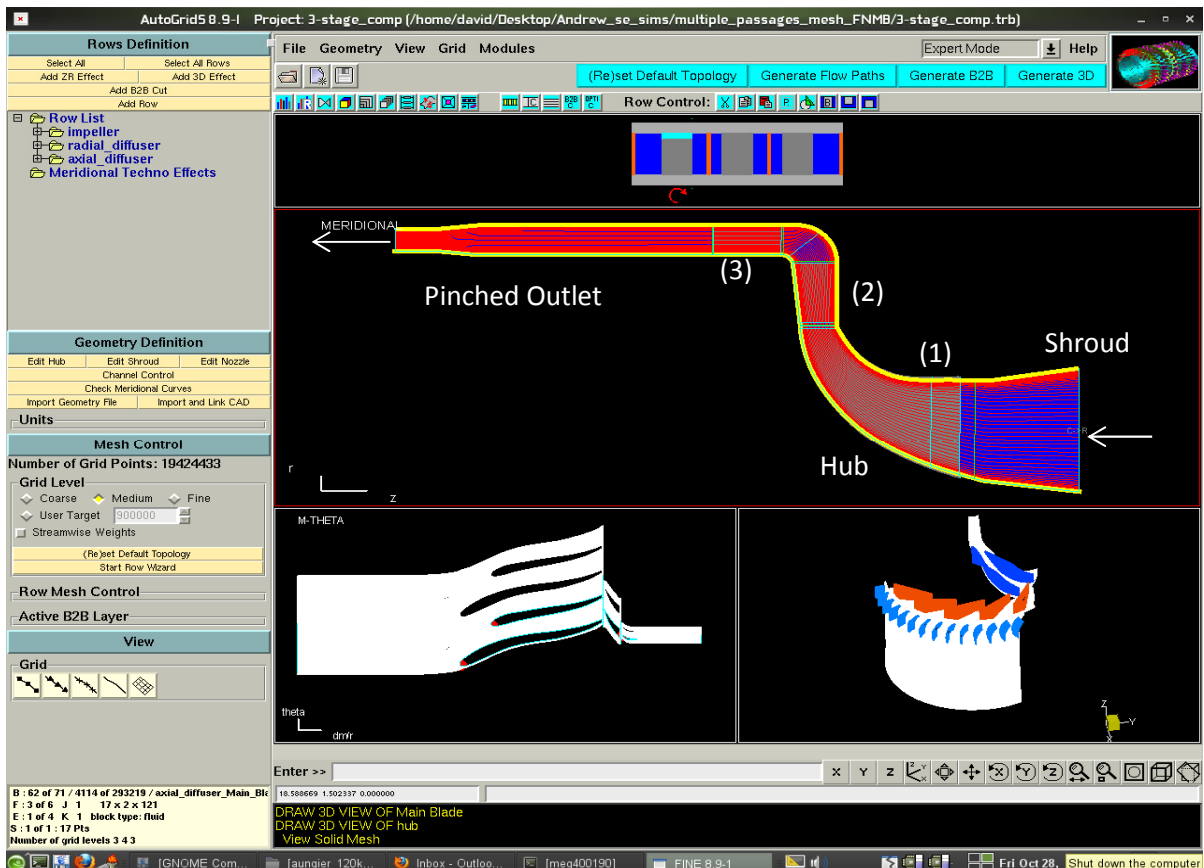 AutoGrid5 8.9-1 Project: 3-stage_comp (/home/david/Desktop/Andrew_se_sims/multiple_passages_mesh_FNMB/3-stage_comp.trb)
Rows Definition
Select All Select All Rows
Add ZR Effect Add 3D Effect
Add B2B Cut
Add Row
Row List
impeller
radial_diffuser
axial_diffuser
Meridional Techno Effects
Geometry Definition
Edit Hub Edit Shroud Edit Nozzle
Channel Control
Check Meridional Curves
Import Geometry File Import and Link CAD
Units
Mesh Control
Number of Grid Points: 19424433
Grid Level
Coarse Medium Fine
User Target 900000
Streamwise Weights
(Re)set Default Topology
Start Row Wizard
Row Mesh Control
Active B2B Layer
View
Grid
B : 62 of 71 / 4114 of 293219 / axial_diffuser_Main_Bla
F : 3 of 6 J 1 17 x 2 x 121
E : 1 of 4 K 1 block type: fluid
S : 1 of 1 : 17 Pts
Number of grid levels 3 4 3
File Geometry View Grid Modules Expert Mode Help
(Re)set Default Topology Generate Flow Paths Generate B2B Generate 3D
Row Control:
MERIDIONAL
(3)
(2)
Pinched Outlet
(1)
Shroud
Hub
r
z
M-THETA
theta
dm/r
Z
Y
X
Enter >> X Y Z
18.588669 1.502337 0.000000
DRAW 3D VIEW OF Main Blade
DRAW 3D VIEW OF hub
View Solid Mesh
[GNOME Com... [aungier_120k... Inbox - Outloo... [meg400190] FINE 8.9-1 Fri Oct 28, Shut down the computer